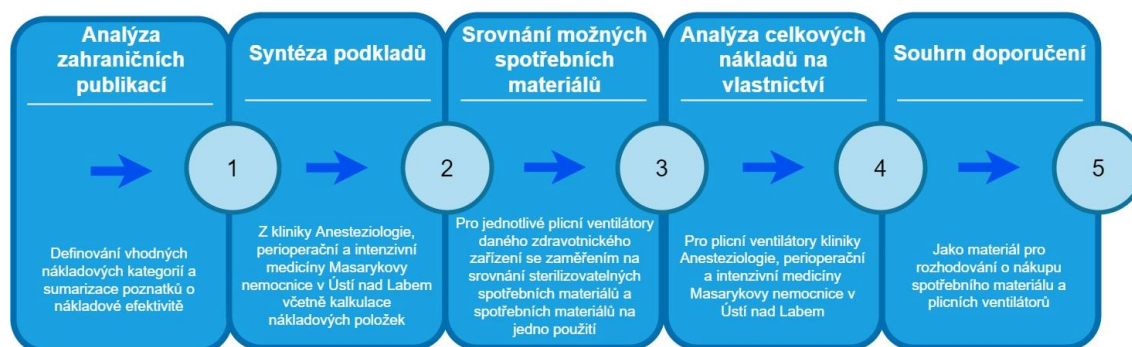 Analýza
zahraničních
publikací
1
Definování vhodných
nákladových kategorií a
sumarizace poznatků o
nákladové efektivitě
Syntéza podkladů
2
Z kliniky Anesteziologie,
perioperační a intenzivní
medicíny Masarykovy
nemocnice v Ústí nad Labem
včetně kalkulace
nákladových položek
Srovnání možných
spotřebních
materiálů
3
Pro jednotlivé plicní ventilátory
daného zdravotnického
zařízení se zaměřením na
srovnání sterilizovatelných
spotřebních materiálů a
spotřebních materiálů na
jedno použití
Analýza celkových
nákladů na
vlastnictví
4
Pro plicní ventilátory kliniky
Anesteziologie, perioperační
a intenzivní medicíny
Masarykovy nemocnice v
Ústí nad Labem
Souhrn doporučení
5
Jako materiál pro
rozhodování o nákupu
spotřebního materiálu a
plicních ventilátorů